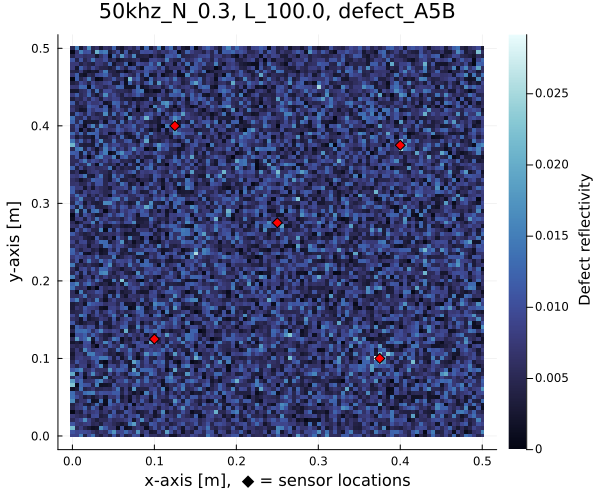 50khz_N_0.3, L_100.0, defect_A5B
0.5
0.4
0.3
0.2
0.1
0.0
y-axis [m]
0.0 0.1 0.2 0.3 0.4 0.5
x-axis [m], ◆ = sensor locations
0.025
0.020
0.015
0.010
0.005
0
Defect reflectivity